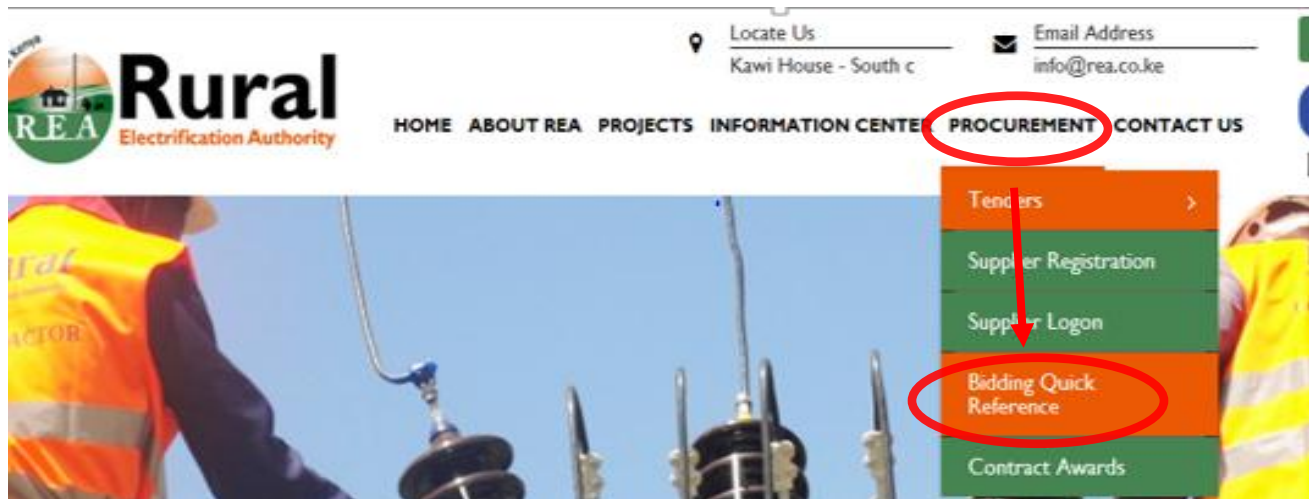 Locate Us
Email Address
Kawi House - South c
info@rea.co.ke
Kenya
REA
Rural
Electrification Authority
HOME ABOUT REA PROJECTS INFORMATION CENTER PROCUREMENT CONTACT US
Tenders >
Supplier Registration
Supplier Logon
Bidding Quick
Reference
Contract Awards